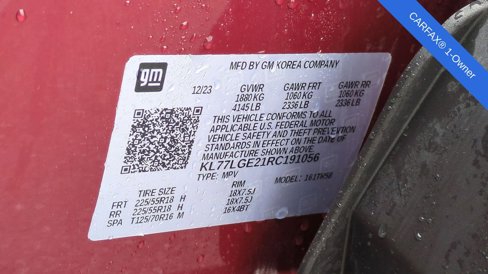 CARFAX® 1-Owner
gm
MFD BY GM KOREA COMPANY
12/23 GVWR GAWR FRT GAWR RR
1880 KG 1060 KG 1060 KG
4145 LB 2336 LB 2336 LB
THIS VEHICLE CONFORMS TO ALL
APPLICABLE U.S. FEDERAL MOTOR
VEHICLE SAFETY AND THEFT PREVENTION
STANDARDS IN EFFECT ON THE DATE OF
MANUFACTURE SHOWN ABOVE.
KL77LGE21RC191056
TYPE: MPV MODEL:
TIRE SIZE RIM
FRT 225/55R18 H 18X7.5J
RR 225/55R18 H 18X7.5J
SPA T125/70R16 M 16X4BT